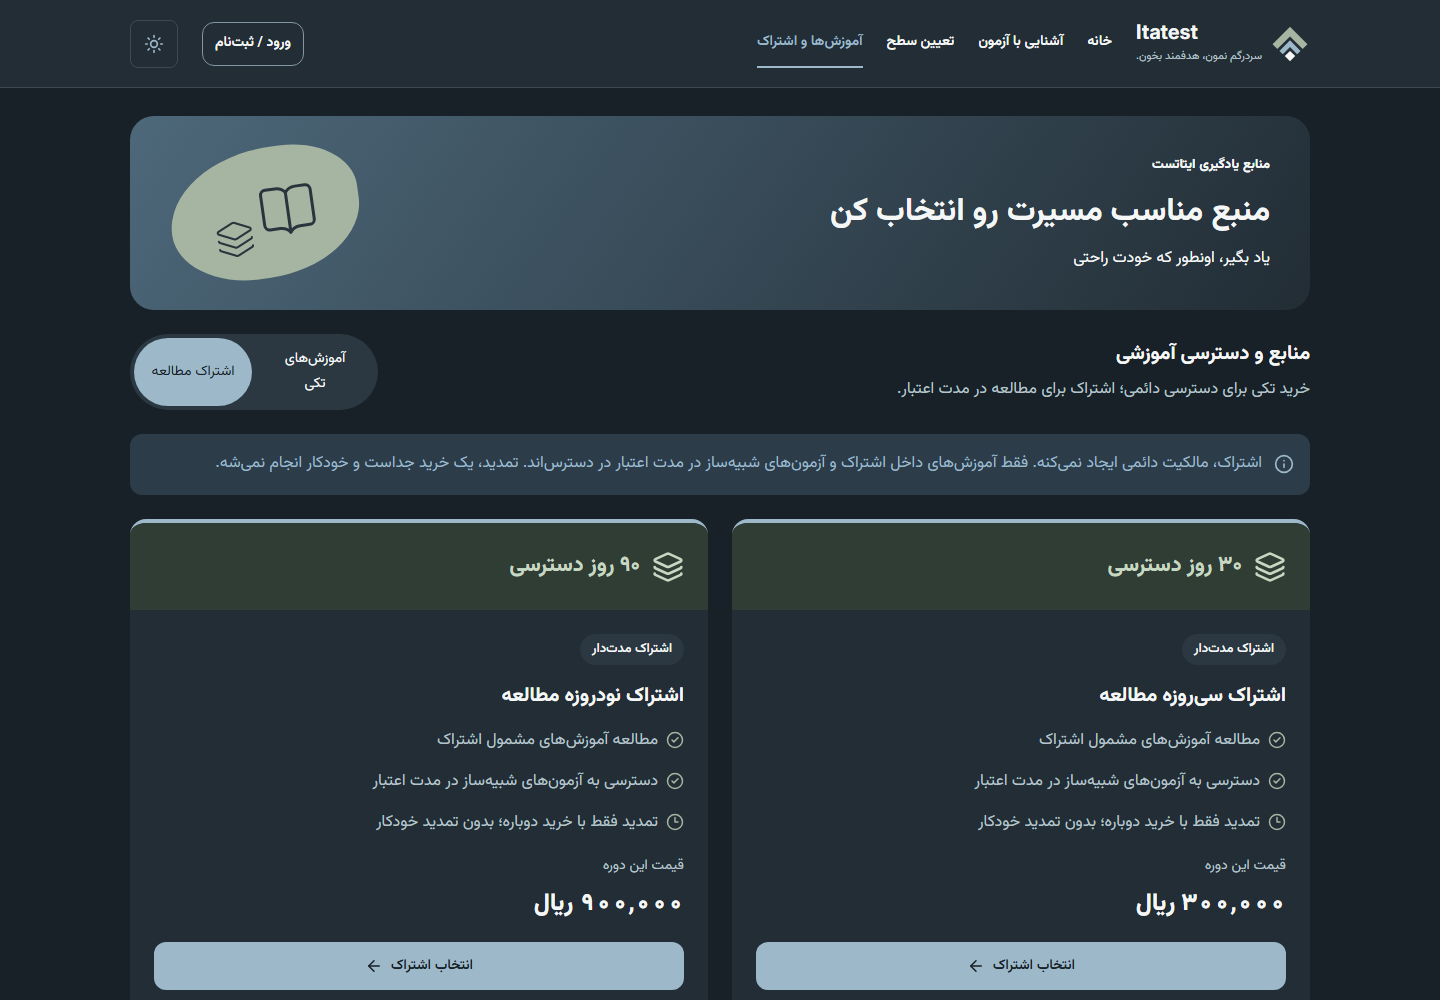 Itatest
سردرگم نمون، هدفمند بخون.
خانه
آشنایی با آزمون
تعیین سطح
آموزش‌ها و اشتراک
ورود / ثبت‌نام
منابع یادگیری ایتاتست
منبع مناسب مسیرت رو انتخاب کن
یاد بگیر، اونطور که خودت راحتی
منابع و دسترسی آموزشی
خرید تکی برای دسترسی دائمی؛ اشتراک برای مطالعه در مدت اعتبار.
آموزش‌های
تکی
اشتراک مطالعه
اشتراک، مالکیت دائمی ایجاد نمی‌کنه. فقط آموزش‌های داخل اشتراک و آزمون‌های شبیه‌ساز در مدت اعتبار در دسترس‌اند. تمدید، یک خرید جداست و خودکار انجام نمی‌شه.
۳۰ روز دسترسی
اشتراک مدت‌دار
اشتراک سی‌روزه مطالعه
مطالعه آموزش‌های مشمول اشتراک
دسترسی به آزمون‌های شبیه‌ساز در مدت اعتبار
تمدید فقط با خرید دوباره؛ بدون تمدید خودکار
قیمت این دوره
۳۰۰,۰۰۰ ریال
انتخاب اشتراک
۹۰ روز دسترسی
اشتراک مدت‌دار
اشتراک نودروزه مطالعه
مطالعه آموزش‌های مشمول اشتراک
دسترسی به آزمون‌های شبیه‌ساز در مدت اعتبار
تمدید فقط با خرید دوباره؛ بدون تمدید خودکار
قیمت این دوره
۹۰۰,۰۰۰ ریال
انتخاب اشتراک